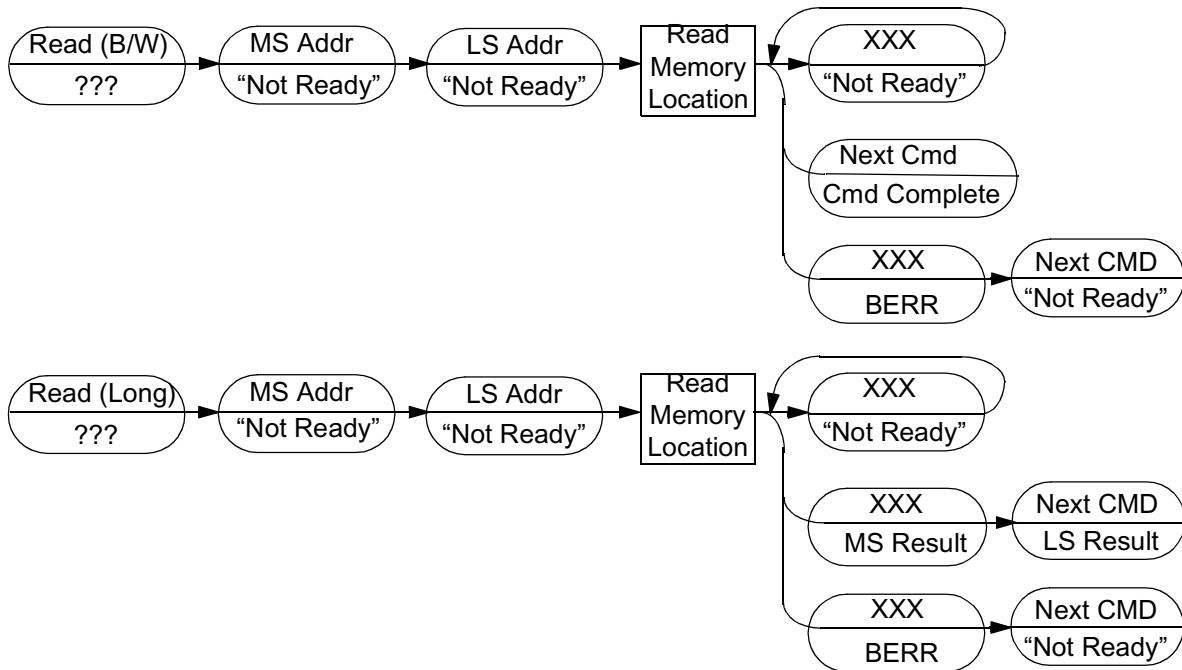 Read (B/W)
???
MS Addr
“Not Ready”
LS Addr
“Not Ready”
Read
Memory
Location
XXX
“Not Ready”
Next Cmd
Cmd Complete
XXX
BERR
Next CMD
“Not Ready”
Read (Long)
???
MS Addr
“Not Ready”
LS Addr
“Not Ready”
Read
Memory
Location
XXX
“Not Ready”
XXX
MS Result
Next CMD
LS Result
XXX
BERR
Next CMD
“Not Ready”